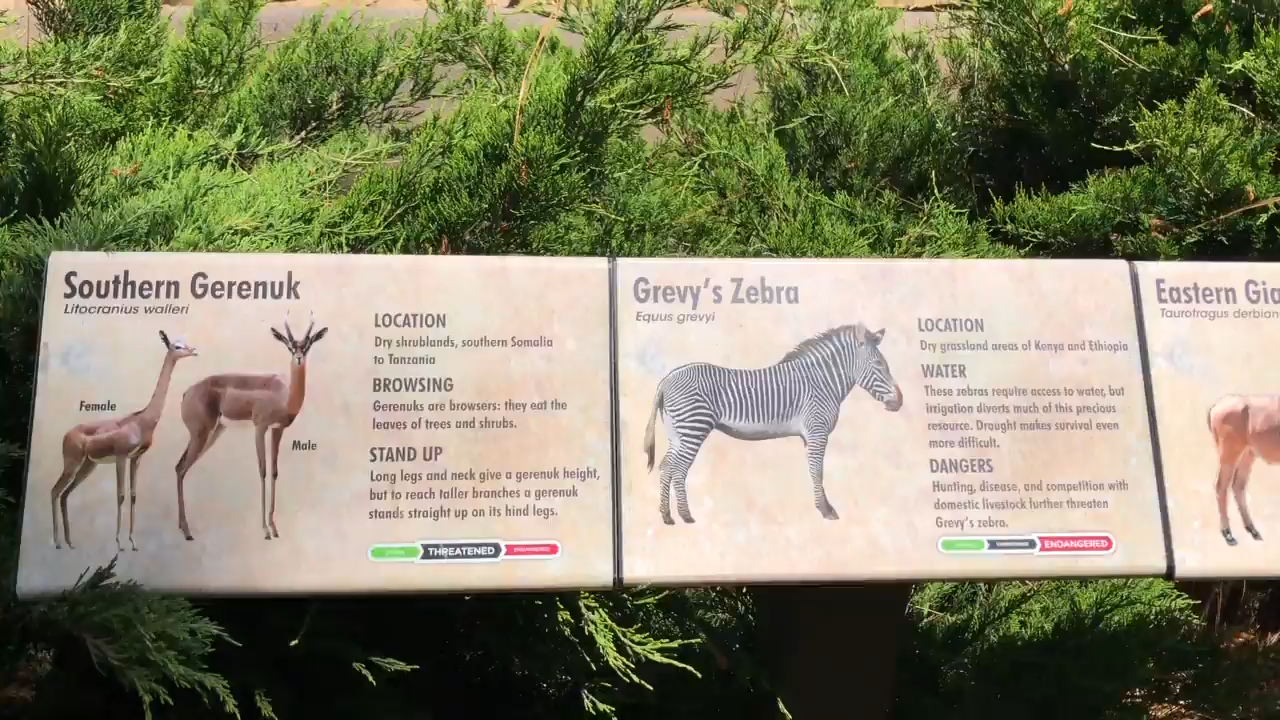 Southern Gerenuk
Litocranius walleri
Female
Male
LOCATION
Dry shrublands, southern Somalia
to Tanzania
BROWSING
Gerenuks are browsers: they eat the
leaves of trees and shrubs.
STAND UP
Long legs and neck give a gerenuk height,
but to reach taller branches a gerenuk
stands straight up on its hind legs.
THREATENED
ENDANGERED
Grevy's Zebra
Equus grevyi
LOCATION
Dry grassland areas of Kenya and Ethiopia
WATER
These zebras require access to water, but
irrigation diverts much of this precious
resource. Drought makes survival even
more difficult.
DANGERS
Hunting, disease, and competition with
domestic livestock further threaten
Grevy's zebra.
THREATENED
ENDANGERED
Eastern Gia
Taurotragus derbian